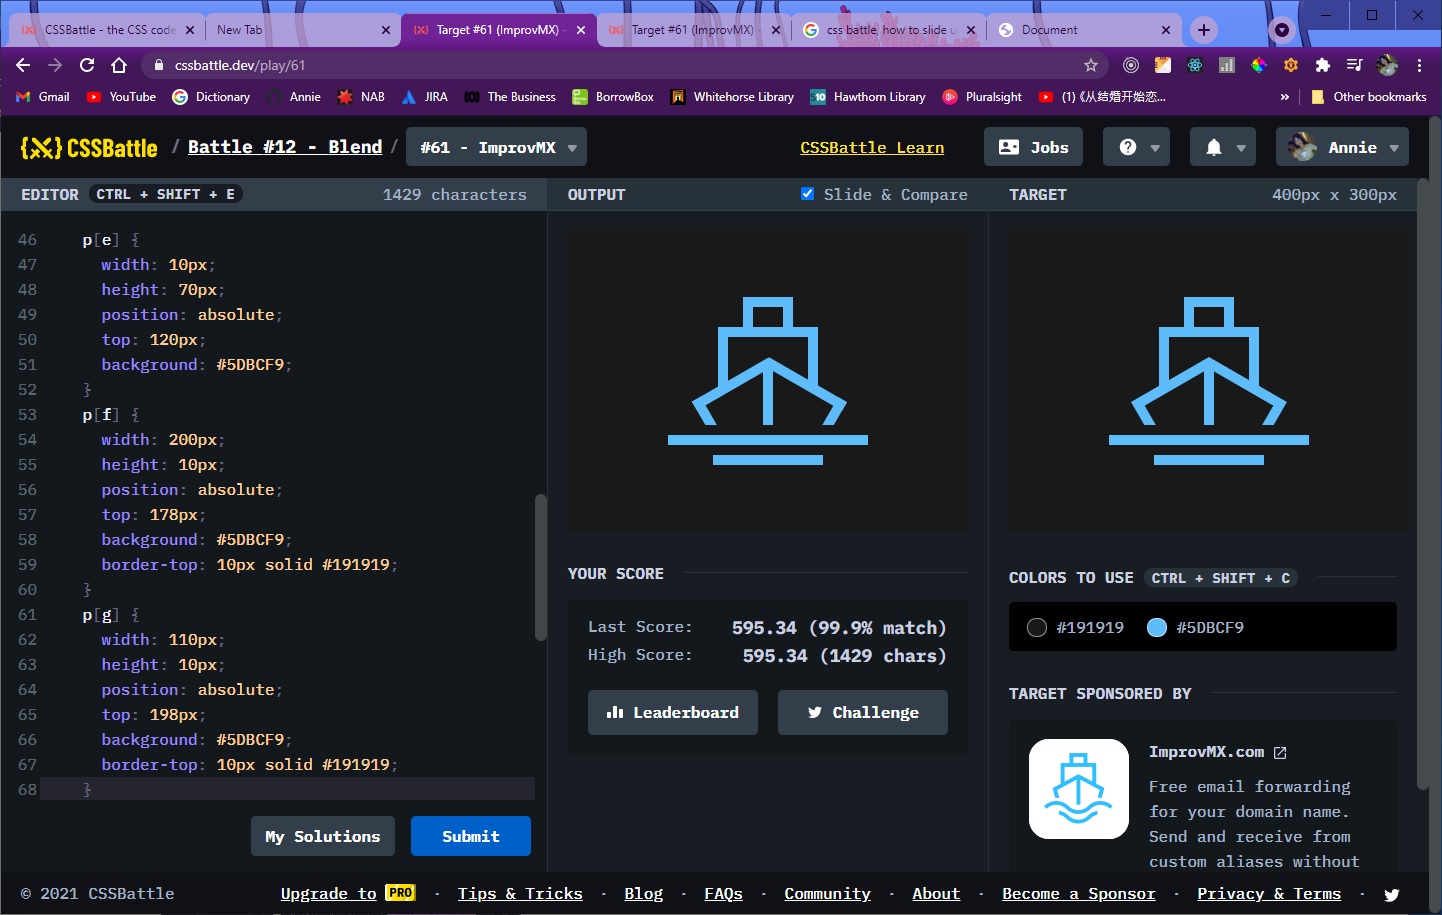 CSSBattle - the CSS code
New Tab
Target #61 (ImprovMX) -
Target #61 (ImprovMX) -
css battle, how to slide u
Document
cssbattle.dev/play/61
Gmail
YouTube
Dictionary
Annie
NAB
JIRA
The Business
BorrowBox
Whitehorse Library
Hawthorn Library
Pluralsight
(1)《从结婚开始恋...
»
Other bookmarks
CSSBattle / Battle #12 - Blend / #61 - ImprovMX
CSSBattle Learn
Jobs
Annie
EDITOR CTRL + SHIFT + E 1429 characters
OUTPUT Slide & Compare
TARGET 400px x 300px
46 p[e] {
47 width: 10px;
48 height: 70px;
49 position: absolute;
50 top: 120px;
51 background: #5DBCF9;
52 }
53 p[f] {
54 width: 200px;
55 height: 10px;
56 position: absolute;
57 top: 178px;
58 background: #5DBCF9;
59 border-top: 10px solid #191919;
60 }
61 p[g] {
62 width: 110px;
63 height: 10px;
64 position: absolute;
65 top: 198px;
66 background: #5DBCF9;
67 border-top: 10px solid #191919;
68 }
My Solutions
Submit
YOUR SCORE
Last Score: 595.34 (99.9% match)
High Score: 595.34 (1429 chars)
Leaderboard
Challenge
COLORS TO USE CTRL + SHIFT + C
#191919 #5DBCF9
TARGET SPONSORED BY
ImprovMX.com
Free email forwarding
for your domain name.
Send and receive from
custom aliases without
© 2021 CSSBattle
Upgrade to PRO · Tips & Tricks · Blog · FAQs · Community · About · Become a Sponsor · Privacy & Terms ·